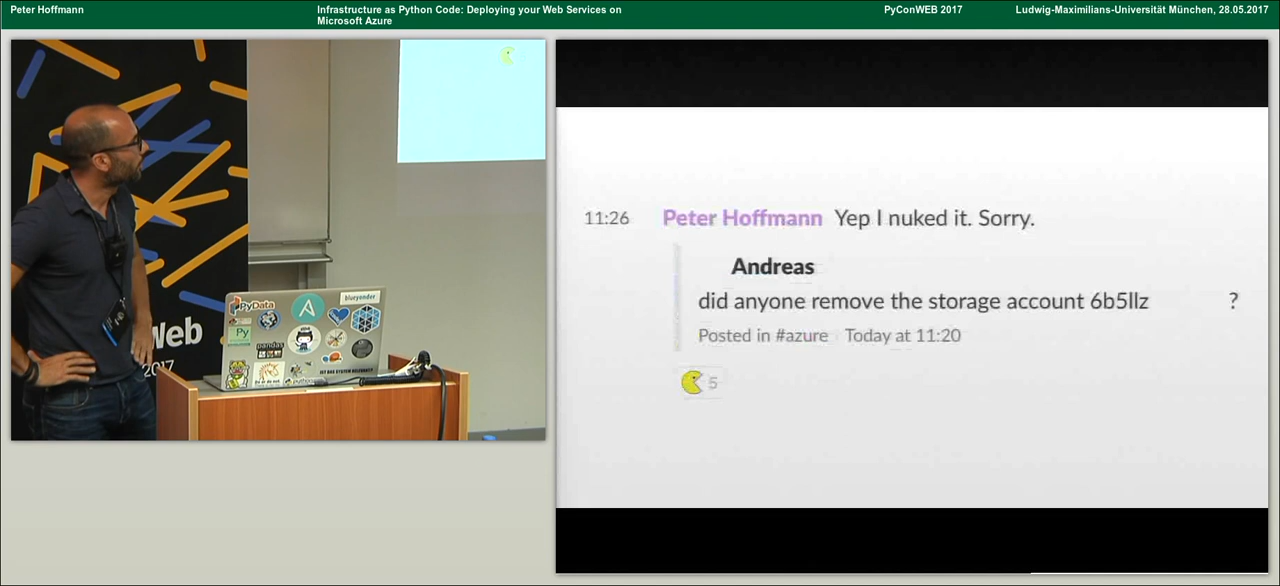 Peter Hoffmann
Infrastructure as Python Code: Deploying your Web Services on
Microsoft Azure
PyConWEB 2017
Ludwig-Maximilians-Universität München, 28.05.2017
Web
2017
PyData
blueyonder
Py
pandas
python
11:26 Peter Hoffmann Yep I nuked it. Sorry.
Andreas
did anyone remove the storage account 6b5llz ?
Posted in #azure Today at 11:20
5